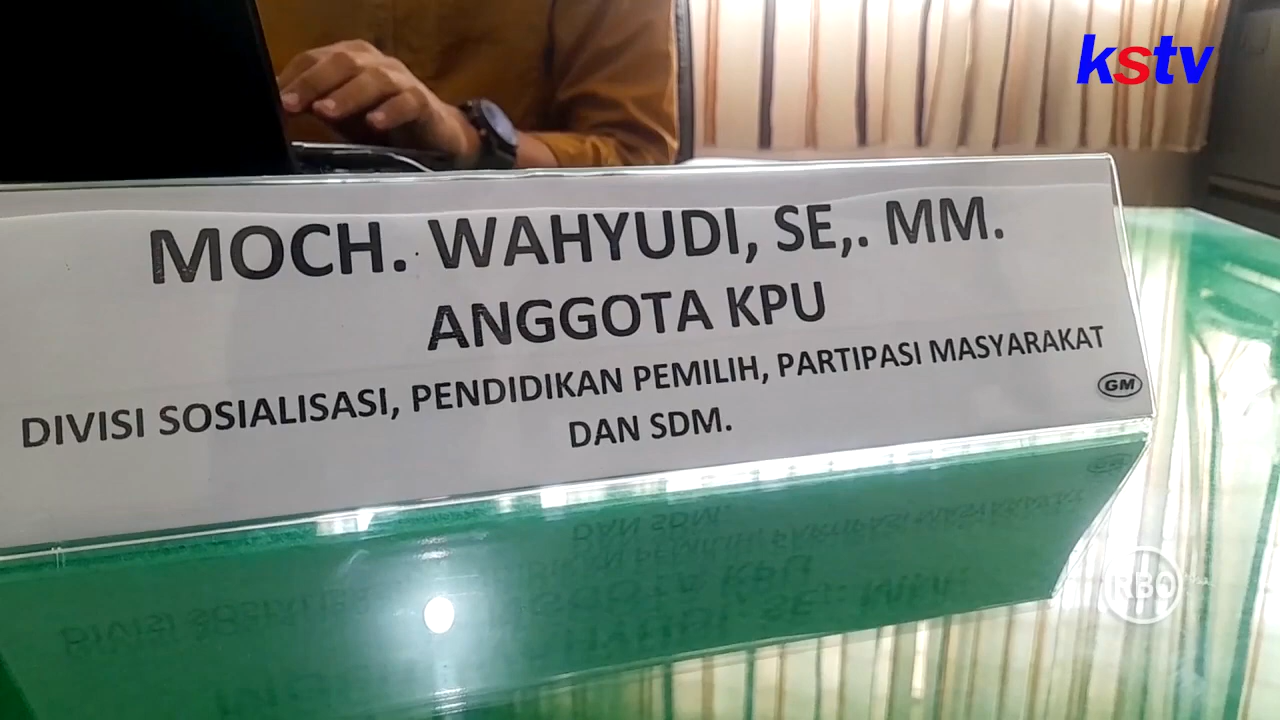 kstv
MOCH. WAHYUDI, SE,. MM.
ANGGOTA KPU
DIVISI SOSIALISASI, PENDIDIKAN PEMILIH, PARTIPASI MASYARAKAT
DAN SDM.
GM
RBO